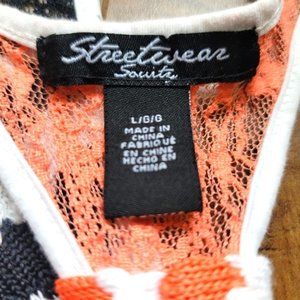 Streetwear
Society
L/G/G
MADE IN
CHINA
FABRIQUÉ
EN CHINE
HECHO EN
CHINA